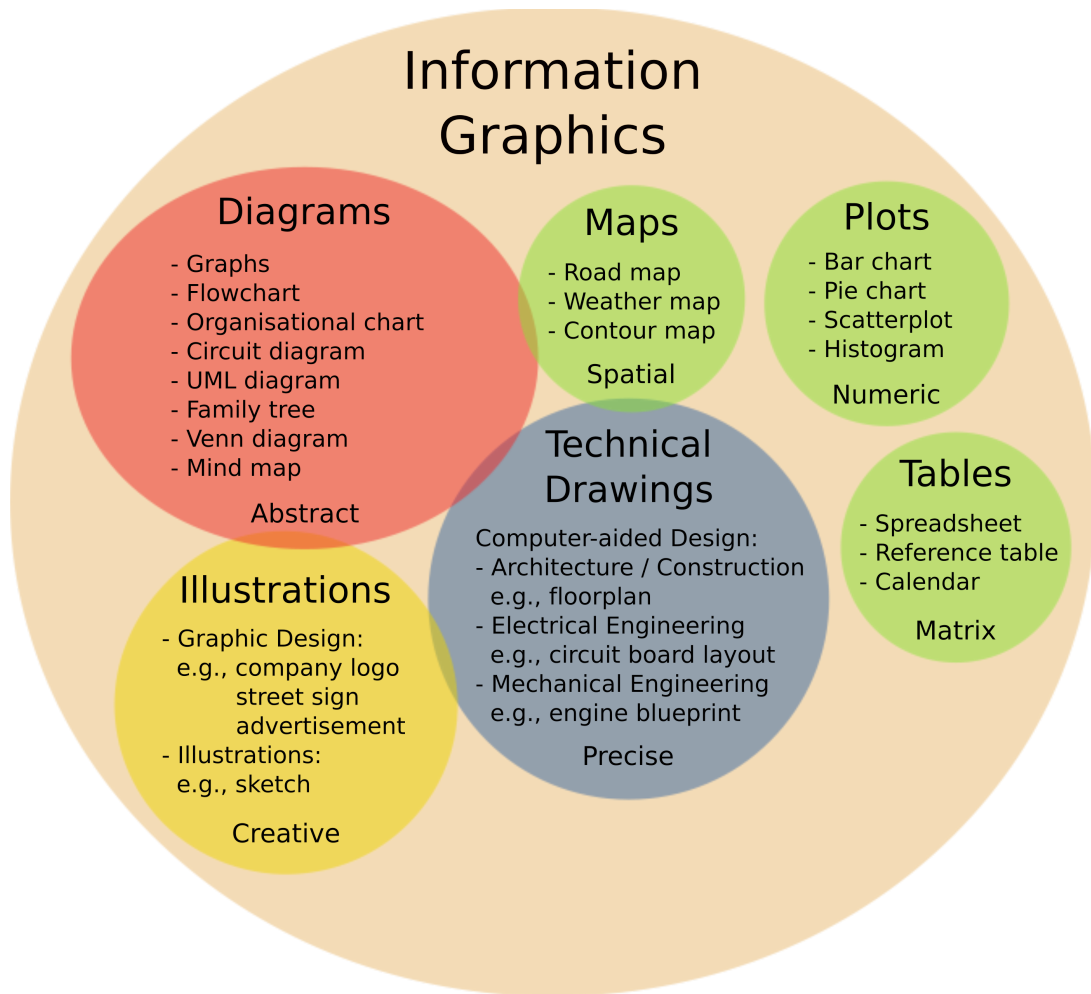 Information
Graphics
Diagrams
- Graphs
- Flowchart
- Organisational chart
- Circuit diagram
- UML diagram
- Family tree
- Venn diagram
- Mind map
Abstract
Maps
- Road map
- Weather map
- Contour map
Spatial
Plots
- Bar chart
- Pie chart
- Scatterplot
- Histogram
Numeric
Tables
- Spreadsheet
- Reference table
- Calendar
Matrix
Technical
Drawings
Computer-aided Design:
- Architecture / Construction
e.g., floorplan
- Electrical Engineering
e.g., circuit board layout
- Mechanical Engineering
e.g., engine blueprint
Precise
Illustrations
- Graphic Design:
e.g., company logo
street sign
advertisement
- Illustrations:
e.g., sketch
Creative